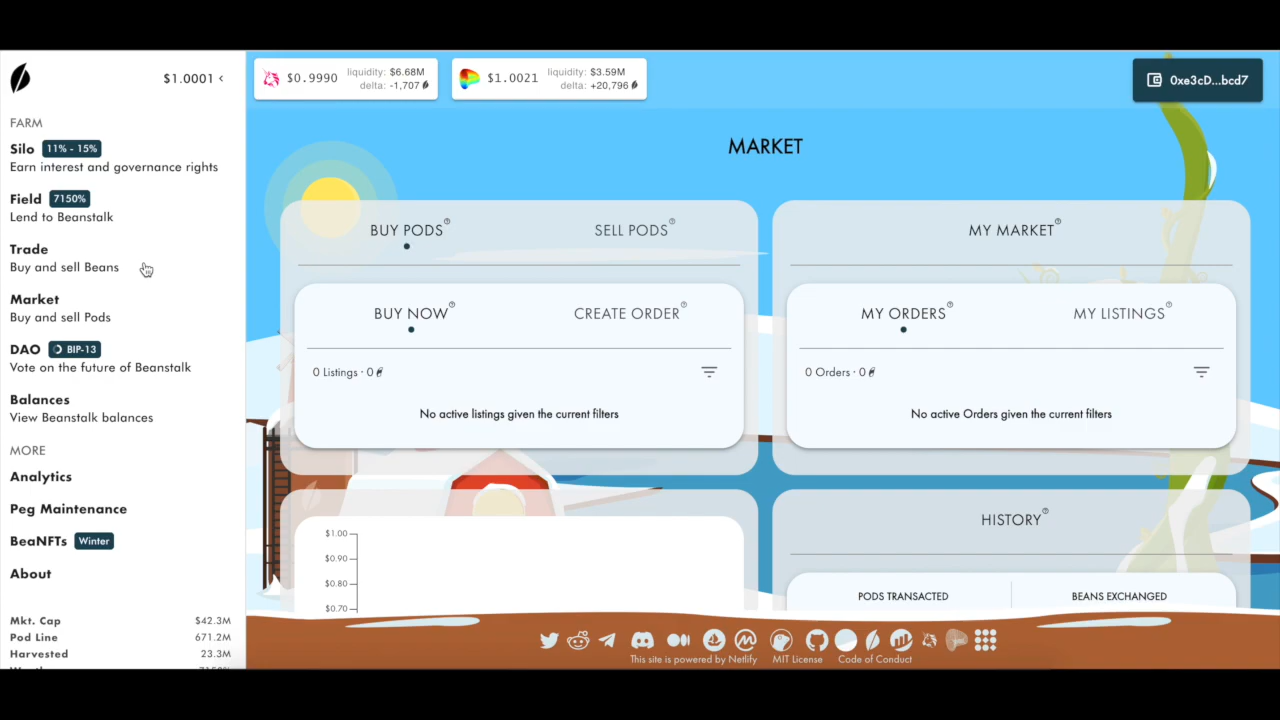 $1.0001 <
FARM
Silo 11% - 15%
Earn interest and governance rights
Field 7150%
Lend to Beanstalk
Trade
Buy and sell Beans
Market
Buy and sell Pods
DAO BIP-13
Vote on the future of Beanstalk
Balances
View Beanstalk balances
MORE
Analytics
Peg Maintenance
BeaNFTs Winter
About
Mkt. Cap $42.3M
Pod Line 671.2M
Harvested 23.3M
$0.9990 liquidity: $6.68M
delta: -1,707
$1.0021 liquidity: $3.59M
delta: +20,796
0xe3cD...bcd7
MARKET
BUY PODS SELL PODS
BUY NOW CREATE ORDER
0 Listings · 0
No active listings given the current filters
MY MARKET
MY ORDERS MY LISTINGS
0 Orders · 0
No active Orders given the current filters
$1.00
$0.90
$0.80
$0.70
HISTORY
PODS TRANSACTED BEANS EXCHANGED
This site is powered by Netlify MIT License Code of Conduct